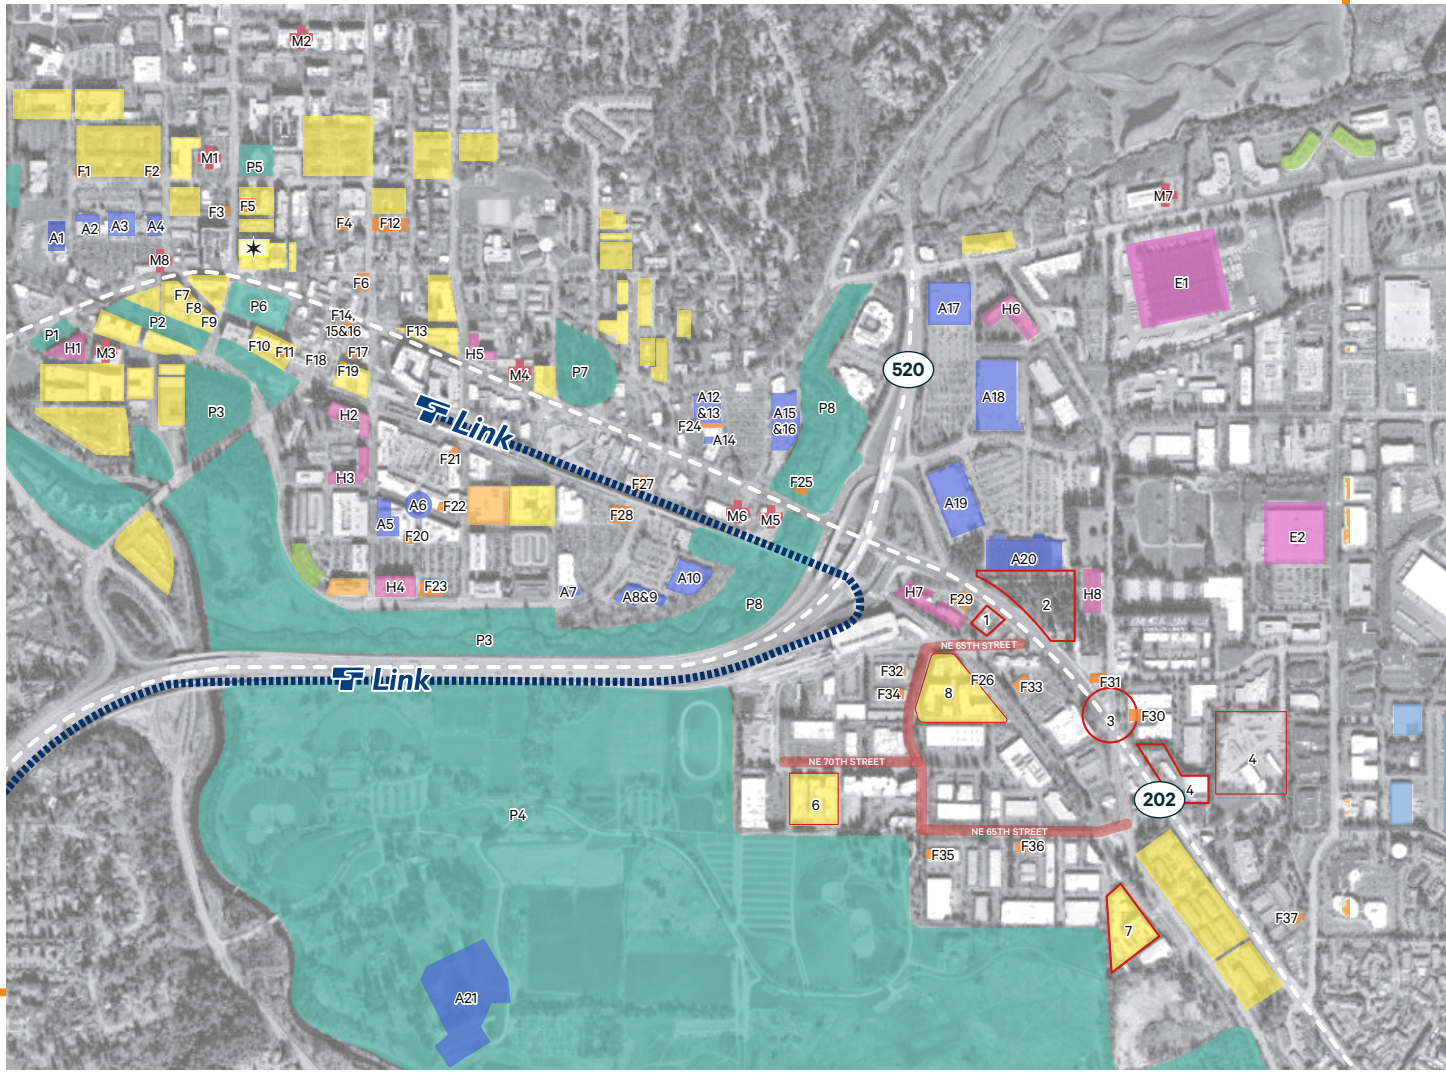 M2
M1
P5
F1
F2
M7
F3
F5
F4
F12
A1
A2
A3
A4
M8
F6
E1
F7
F8
F9
P6
P2
A17
H6
F14,
15&16
P1
H1
M3
F10
F11
F18
F17
F19
F13
H5
M4
P7
520
P3
H2
A12
&13
F24
A14
A15
&16
P8
A18
Link
H3
F21
F27
F25
A5
A6
F22
F20
F28
M6
M5
A19
E2
H4
F23
A7
A8&9
A10
P8
A20
H7
F29
1
2
H8
P3
NE 65TH STREET
Link
F32
F34
8
F26
F33
F31
3
F30
NE 70TH STREET
4
4
202
6
P4
NE 65TH STREET
F35
F36
F37
7
A21